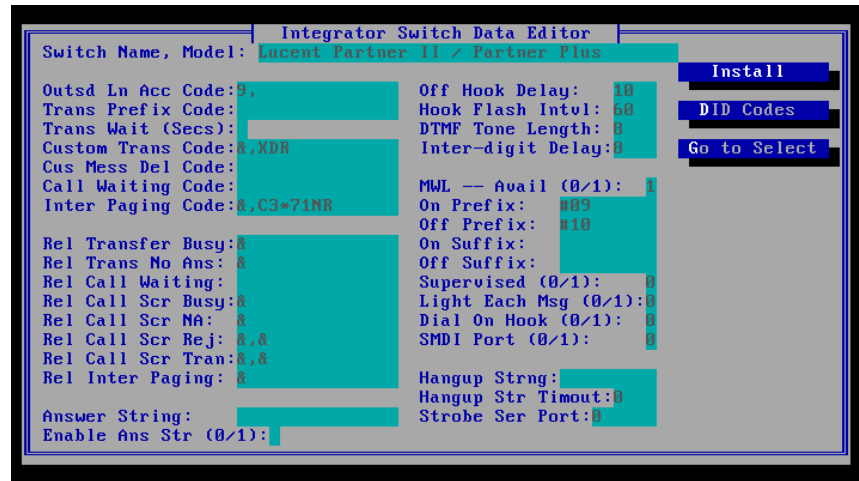 Integrator Switch Data Editor
Switch Name, Model: Lucent Partner II / Partner Plus
Install
Outsd Ln Acc Code:9, Off Hook Delay: 10
Trans Prefix Code: Hook Flash Intvl: 60 DID Codes
Trans Wait (Secs): DTMF Tone Length: 8
Custom Trans Code:&,XDR Inter-digit Delay:8 Go to Select
Cus Mess Del Code:
Call Waiting Code: MWL -- Avail (0/1): 1
Inter Paging Code:&,C3*71NR On Prefix: #09
Off Prefix: #10
Rel Transfer Busy:& On Suffix:
Rel Trans No Ans: & Off Suffix:
Rel Call Waiting: Supervised (0/1): 0
Rel Call Scr Busy:& Light Each Msg (0/1):0
Rel Call Scr NA: & Dial On Hook (0/1): 0
Rel Call Scr Rej: &,& SMDI Port (0/1): 0
Rel Call Scr Tran:&,&
Rel Inter Paging: & Hangup Strng:
Hangup Str Timout:0
Answer String: Strobe Ser Port:0
Enable Ans Str (0/1):